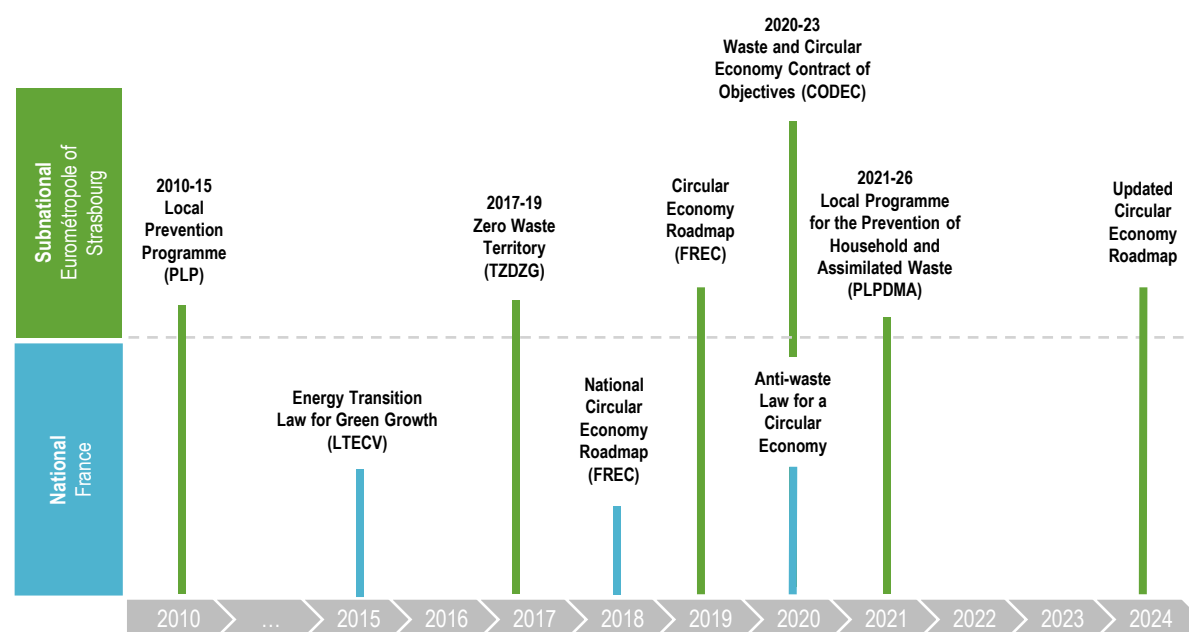 Subnational
Eurométropole of
Strasbourg
2010-15
Local
Prevention
Programme
(PLP)
2017-19
Zero Waste
Territory
(TZDZG)
Circular
Economy
Roadmap
(FREC)
2020-23
Waste and Circular
Economy Contract of
Objectives (CODEC)
2021-26
Local Programme
for the Prevention of
Household and
Assimilated Waste
(PLPDMA)
Updated
Circular
Economy
Roadmap
National
France
Energy Transition
Law for Green Growth
(LTECV)
National
Circular
Economy
Roadmap
(FREC)
Anti-waste
Law for a
Circular
Economy
2010 … 2015 2016 2017 2018 2019 2020 2021 2022 2023 2024